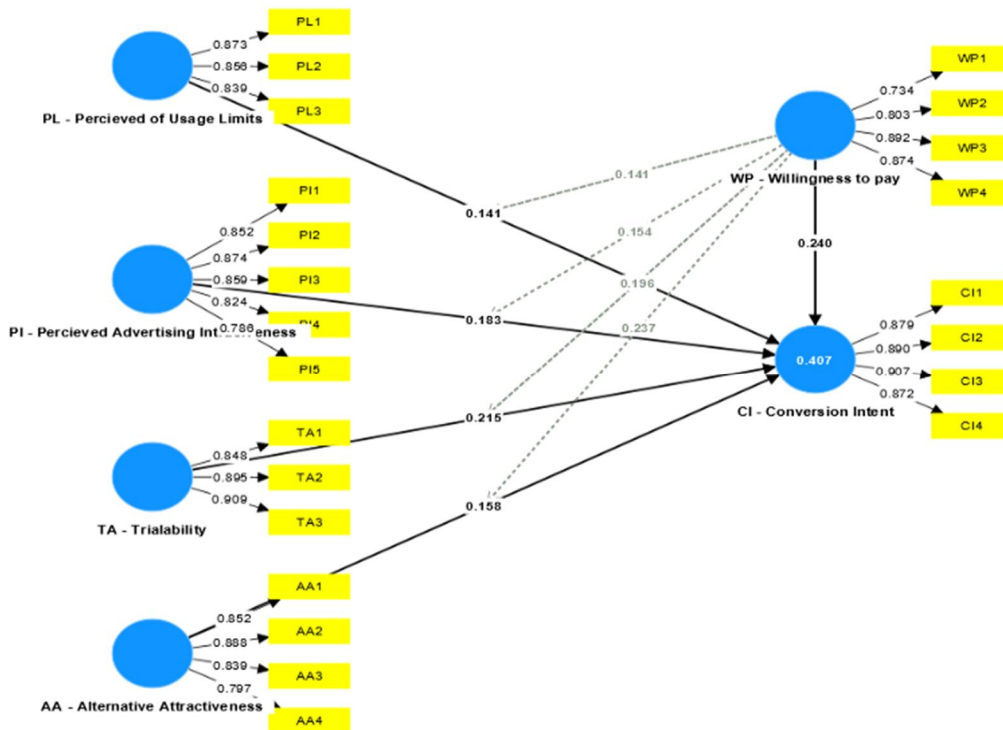 PL1
0.873
PL2
0.856
0.839
PL3
PL - Percieved of Usage Limits
PI1
0.852
PI2
0.874
PI3
0.859
0.824
PI4
0.786
PI - Percieved Advertising Int eness
PI5
TA1
0.848
TA2
0.895
0.909
TA3
TA - Trialability
AA1
0.852
AA2
0.888
0.839
AA3
0.797
AA - Alternative Attractiveness
AA4
0.141
0.183
0.215
0.158
0.141
0.154
0.196
0.237
WP1
0.734
WP2
0.803
WP3
0.892
0.874
WP4
WP - Willingness to pay
0.240
CI1
0.879
CI2
0.890
0.407
0.907
CI3
0.872
CI - Conversion Intent
CI4